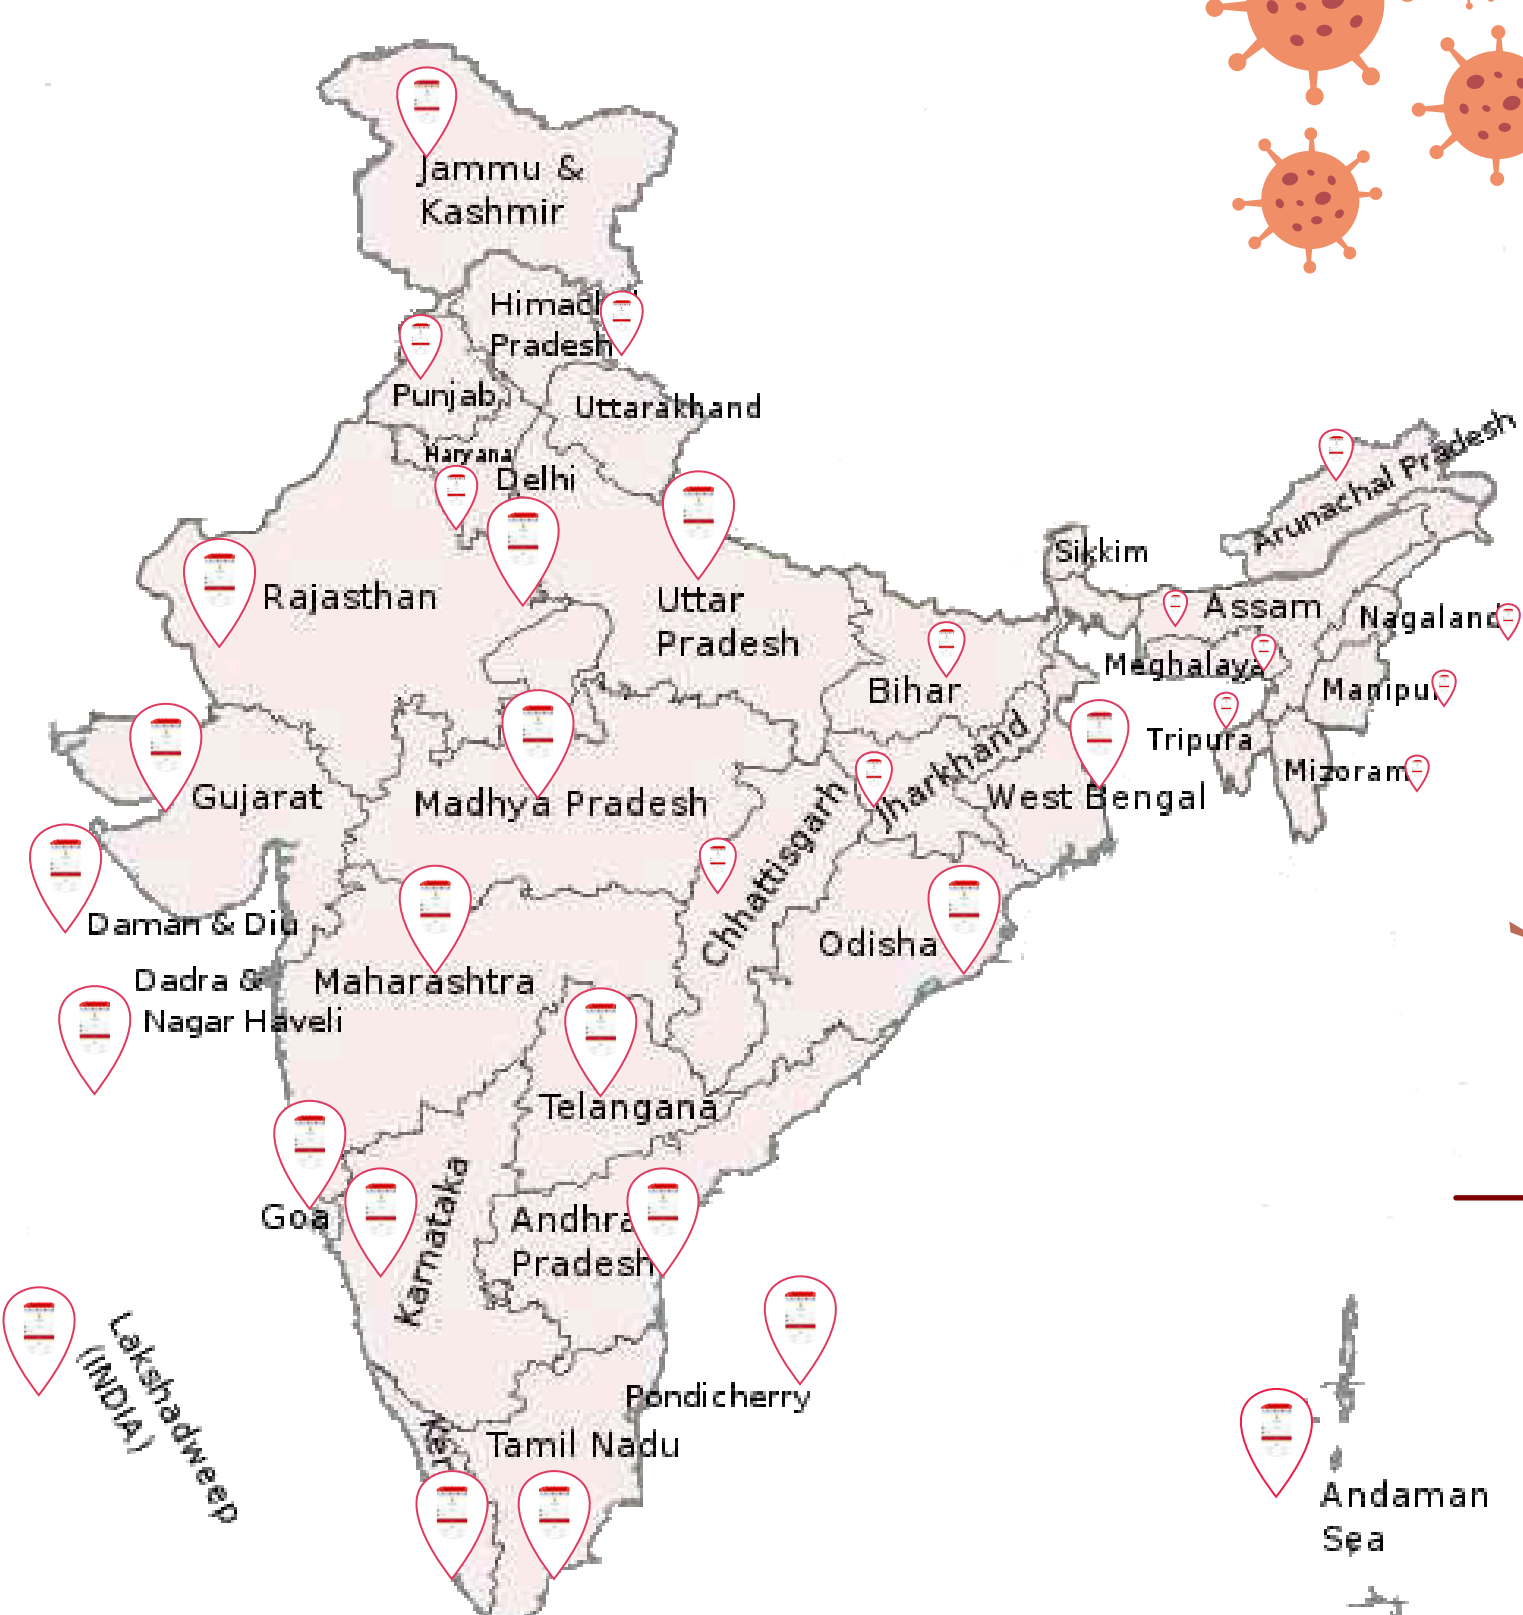 Jammu &
Kashmir
Himachal
Pradesh
Punjab
Uttarakhand
Haryana
Delhi
Arunachal Pradesh
Sikkim
Rajasthan
Uttar
Pradesh
Assam
Nagaland
Meghalaya
Bihar
Manipur
Tripura
Jharkhand
Mizoram
Gujarat
Madhya Pradesh
West Bengal
Chhattisgarh
Daman & Diu
Odisha
Dadra &
Nagar Haveli
Maharashtra
Telangana
Goa
Karnataka
Andhra
Pradesh
Lakshadweep
(INDIA)
Pondicherry
Ker
Tamil Nadu
Andaman
Sea